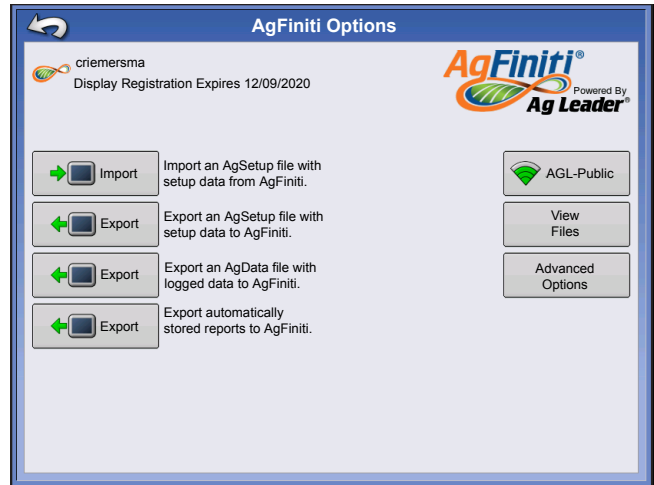 AgFiniti Options
criemersma
Display Registration Expires 12/09/2020
AgFiniti®
Powered By
Ag Leader®
Import
Import an AgSetup file with
setup data from AgFiniti.
AGL-Public
Export
Export an AgSetup file with
setup data to AgFiniti.
View
Files
Export
Export an AgData file with
logged data to AgFiniti.
Advanced
Options
Export
Export automatically
stored reports to AgFiniti.